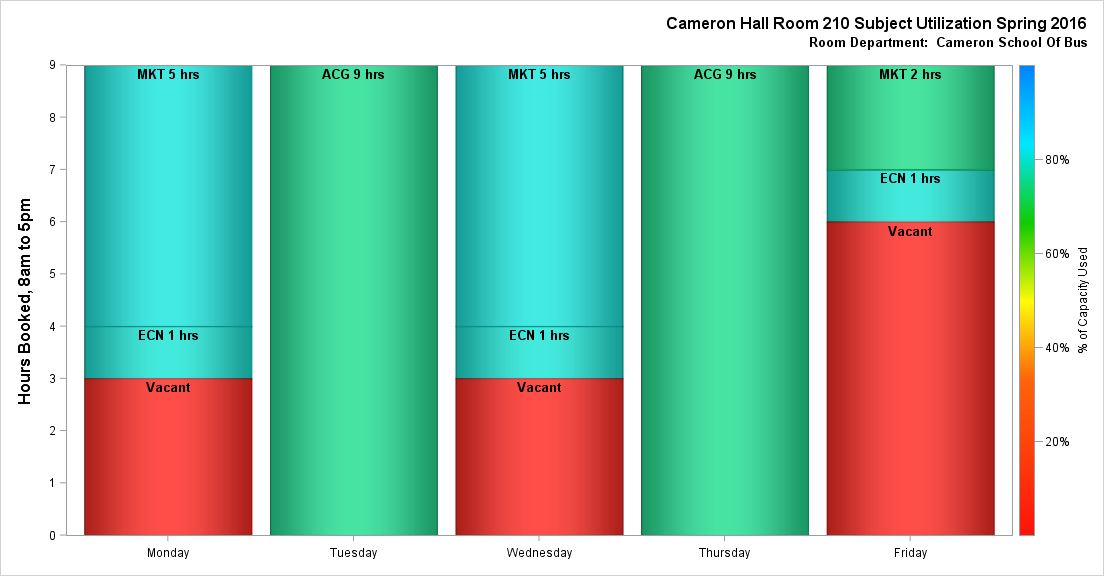 Cameron Hall Room 210 Subject Utilization Spring 2016
Room Department:  Cameron School Of Bus
Hours Booked, 8am to 5pm
9
8
7
6
5
4
3
2
1
0
MKT 5 hrs
ECN 1 hrs
Vacant
ACG 9 hrs
MKT 5 hrs
ECN 1 hrs
Vacant
ACG 9 hrs
MKT 2 hrs
ECN 1 hrs
Vacant
Monday
Tuesday
Wednesday
Thursday
Friday
80%
60%
40%
20%
% of Capacity Used